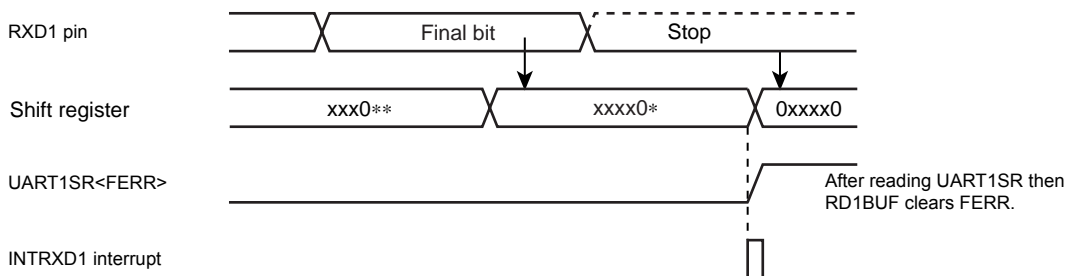 RXD1 pin
Final bit
Stop
Shift register
xxx0**
xxxx0*
0xxxx0
UART1SR<FERR>
After reading UART1SR then
RD1BUF clears FERR.
INTRXD1 interrupt